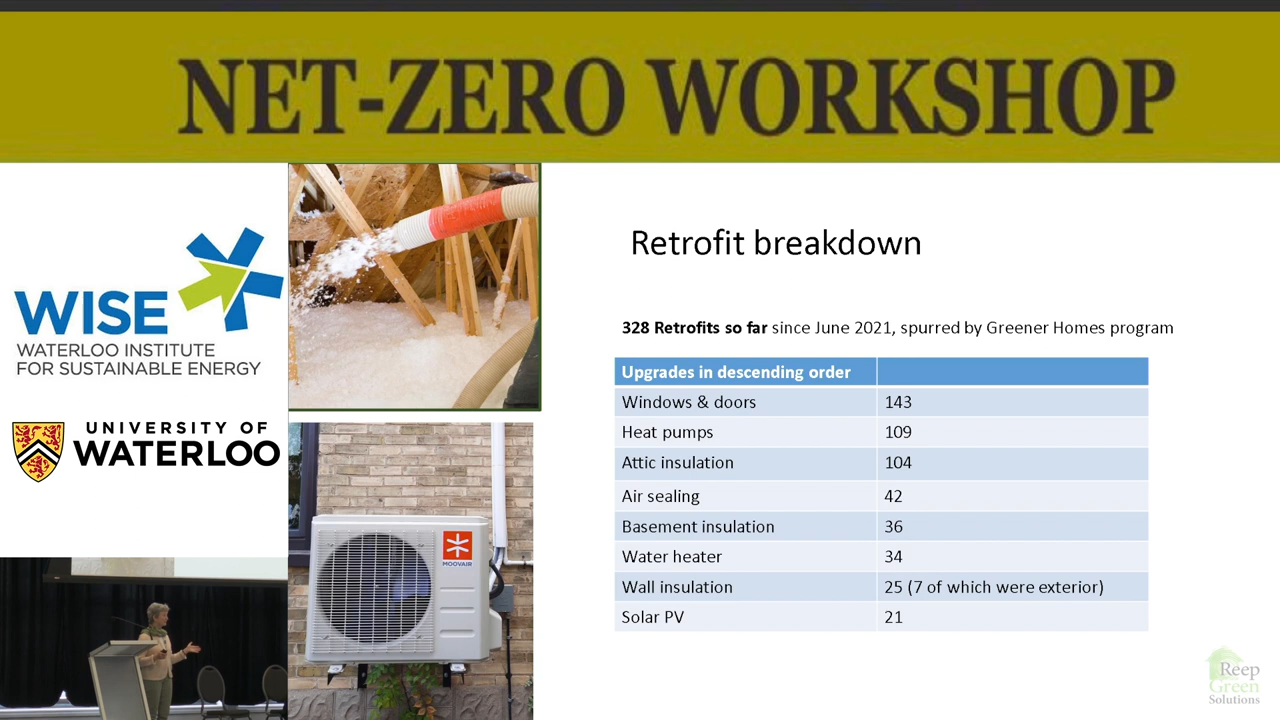 NET-ZERO WORKSHOP
WISE
WATERLOO INSTITUTE
FOR SUSTAINABLE ENERGY
UNIVERSITY OF
WATERLOO
MOOVAIR
Retrofit breakdown
328 Retrofits so far since June 2021, spurred by Greener Homes program
Upgrades in descending order
Windows & doors 143
Heat pumps 109
Attic insulation 104
Air sealing 42
Basement insulation 36
Water heater 34
Wall insulation 25 (7 of which were exterior)
Solar PV 21
Reep
Green
Solutions